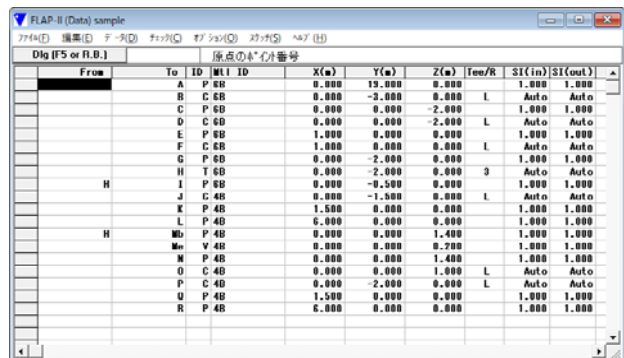 FLAP-II (Data) sample
ファイル(F) 編集(E) データ(D) チェック(C) オプション(O) スケッチ(S) ヘルプ(H)
Dlg (F5 or R.B.) 原点のポイント番号
From To ID Mtl ID X(m) Y(m) Z(m) Tee/R SI(in) SI(out)
A P 6B 0.000 19.000 0.000 1.000 1.000
B C 6B 0.000 -3.000 0.000 L Auto Auto
C P 6B 0.000 0.000 -2.000 1.000 1.000
D C 6B 0.000 0.000 -2.000 L Auto Auto
E P 6B 1.000 0.000 0.000 1.000 1.000
F C 6B 1.000 0.000 0.000 L Auto Auto
G P 6B 0.000 -2.000 0.000 1.000 1.000
H T 6B 0.000 -2.000 0.000 3 Auto Auto
H I P 6B 0.000 -0.500 0.000 1.000 1.000
J C 4B 0.000 -1.500 0.000 L Auto Auto
K P 4B 1.500 0.000 0.000 1.000 1.000
L P 4B 6.000 0.000 0.000 1.000 1.000
H Mb P 4B 0.000 0.000 1.400 1.000 1.000
Me V 4B 0.000 0.000 0.200 1.000 1.000
N P 4B 0.000 0.000 1.400 1.000 1.000
O C 4B 0.000 0.000 1.000 L Auto Auto
P C 4B 0.000 -2.000 0.000 L Auto Auto
Q P 4B 1.500 0.000 0.000 1.000 1.000
R P 4B 6.000 0.000 0.000 1.000 1.000